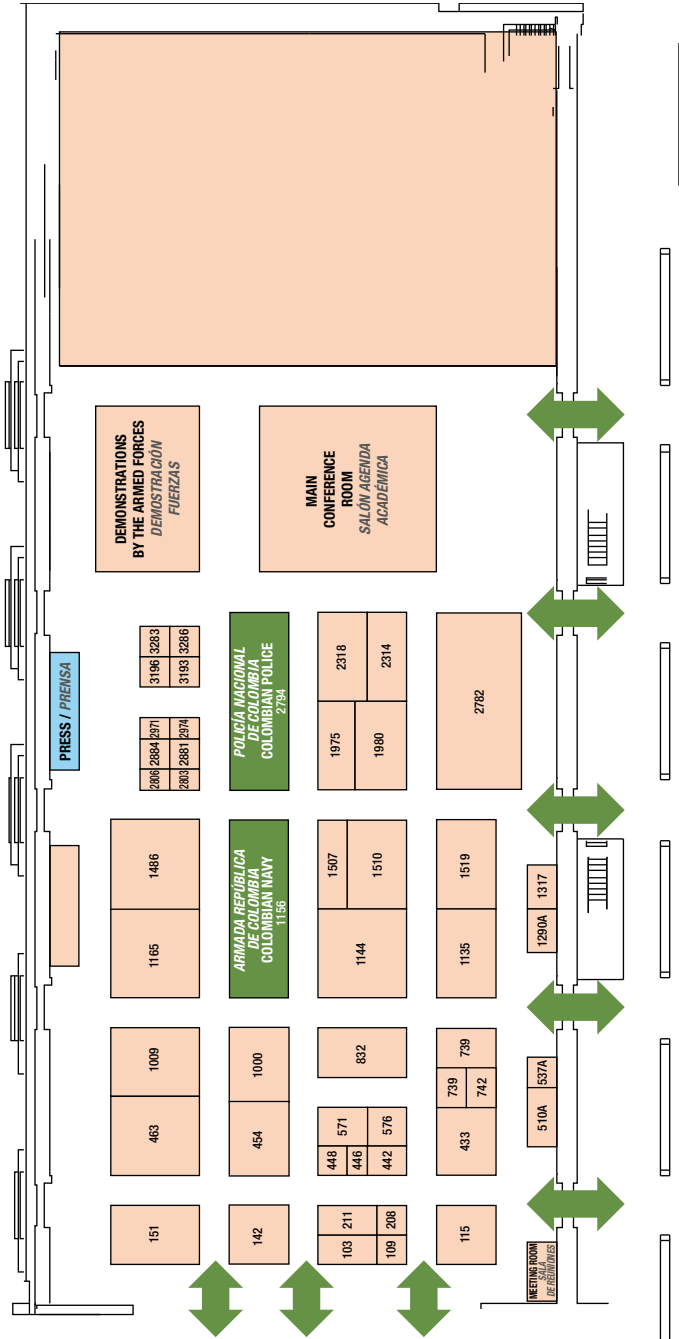 DEMONSTRATIONS
BY THE ARMED FORCES
DEMOSTRACIÓN
FUERZAS
MAIN
CONFERENCE
ROOM
SALÓN AGENDA
ACADÉMICA
PRESS / PRENSA
3196 3283
3193 3286
2806 2884 2971
2803 2881 2974
POLICÍA NACIONAL
DE COLOMBIA
COLOMBIAN POLICE
2794
2318
2314
1975
1980
2782
1486
1165
ARMADA REPÚBLICA
DE COLOMBIA
COLOMBIAN NAVY
1156
1507
1510
1144
1519
1135
1317
1290A
1009
463
1000
454
832
571
576
448
446
442
739
739
742
433
537A
510A
151
142
211
208
103
109
115
MEETING ROOM
SALA
DE REUNIONES